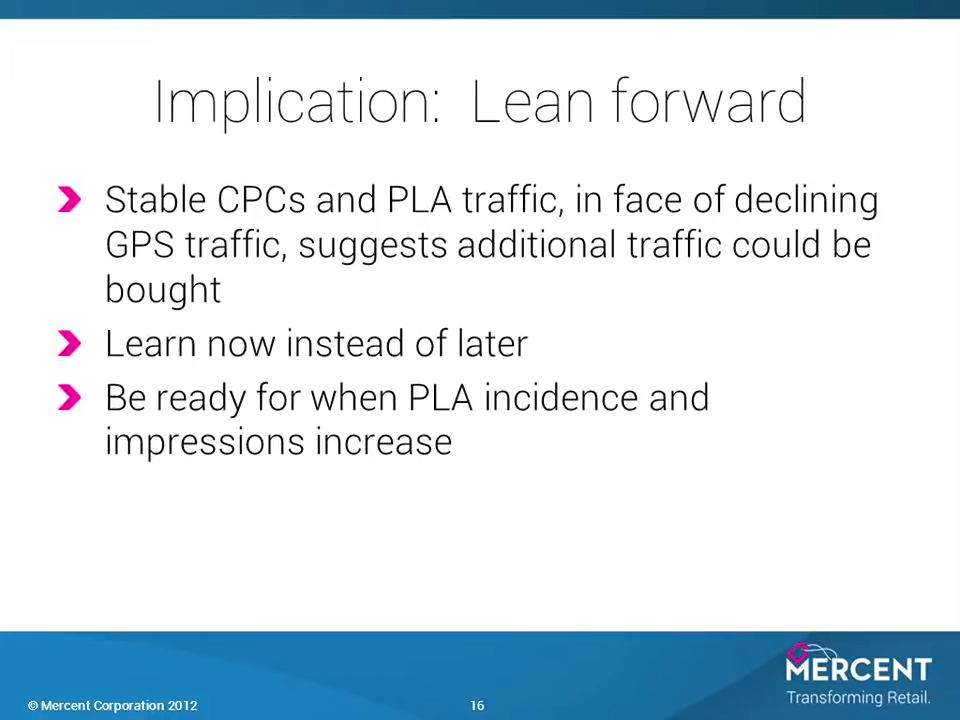 Implication: Lean forward
Stable CPCs and PLA traffic, in face of declining
GPS traffic, suggests additional traffic could be
bought
Learn now instead of later
Be ready for when PLA incidence and
impressions increase
MERCENT
Transforming Retail.
© Mercent Corporation 2012
16